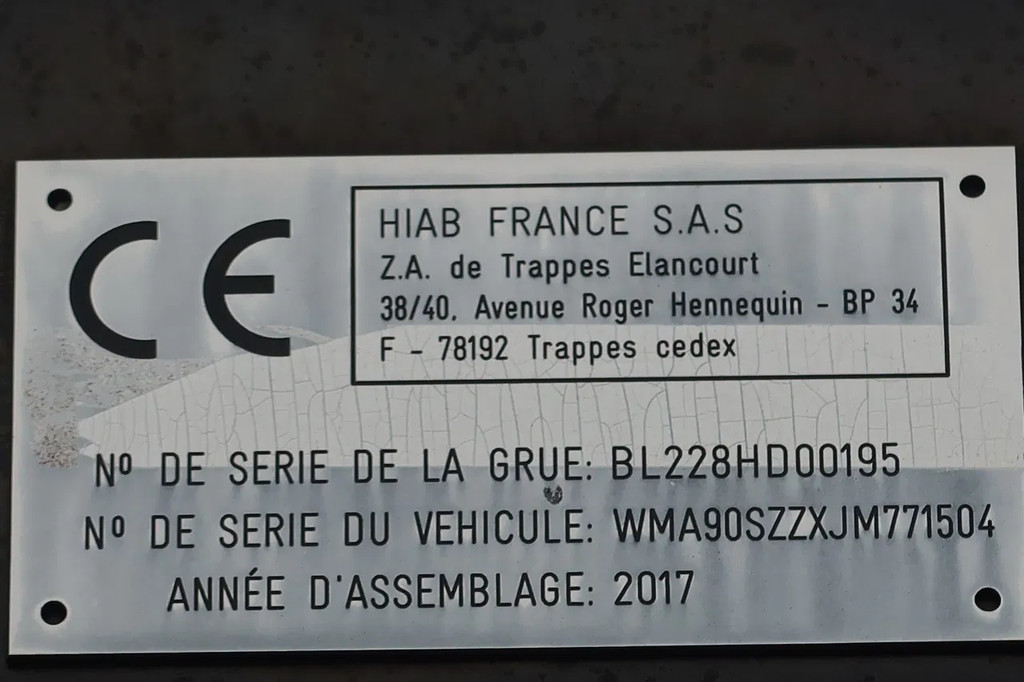 CE
HIAB FRANCE S.A.S
Z.A. de Trappes Elancourt
38/40, Avenue Roger Hennequin - BP 34
F - 78192 Trappes cedex
Nº DE SERIE DE LA GRUE: BL228HD00195
Nº DE SERIE DU VEHICULE: WMA90SZZXJM771504
ANNÉE D'ASSEMBLAGE: 2017